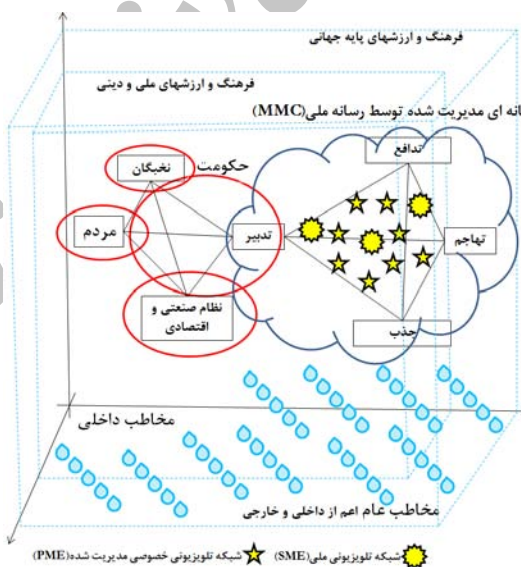 فرهنگ و ارزشهای پایه جهانی
فرهنگ و ارزشهای ملی و دینی
انه ای مدیریت شده توسط رسانه ملی(MMC)
تدافع
حکومت
نخبگان
مردم
تدبیر
تهاجم
نظام صنعتی و
اقتصادی
جذب
مخاطب داخلی
مخاطب عام اعم از داخلی و خارجی
شبکه تلویزیونی ملی(SME)
شبکه تلویزیونی خصوصی مدیریت شده(PME)